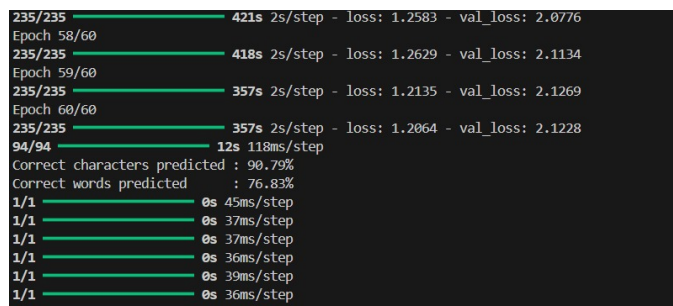 235/235 421s 2s/step - loss: 1.2583 - val_loss: 2.0776
Epoch 58/60
235/235 418s 2s/step - loss: 1.2629 - val_loss: 2.1134
Epoch 59/60
235/235 357s 2s/step - loss: 1.2135 - val_loss: 2.1269
Epoch 60/60
235/235 357s 2s/step - loss: 1.2064 - val_loss: 2.1228
94/94 12s 118ms/step
Correct characters predicted : 90.79%
Correct words predicted : 76.83%
1/1 0s 45ms/step
1/1 0s 37ms/step
1/1 0s 37ms/step
1/1 0s 36ms/step
1/1 0s 39ms/step
1/1 0s 36ms/step